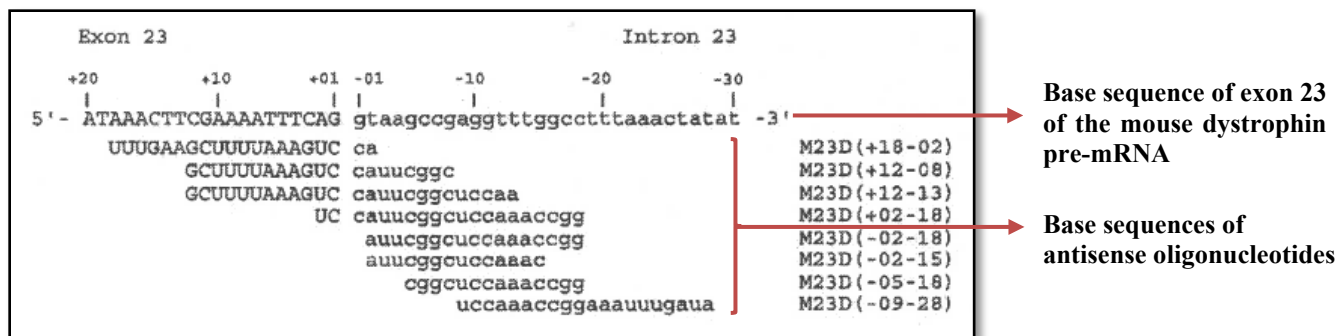 Exon 23 Intron 23
+20 +10 +01 -01 -10 -20 -30
5'- ATAAACTTCGAAAATTTCAG gtaagccgaggtttggcctttaaactatat -3'
UUUGAAGCUUUUAAAGUC ca M23D(+18-02)
GCUUUUAAAGUC cauucggc M23D(+12-08)
GCUUUUAAAGUC cauucggcuccaa M23D(+12-13)
UC cauucggcuccaaaccgg M23D(+02-18)
auucggcuccaaaccgg M23D(-02-18)
auucggcuccaaac M23D(-02-15)
cggcuccaaaccgg M23D(-05-18)
uccaaaccggaaauuugaua M23D(-09-28)
Base sequence of exon 23
of the mouse dystrophin
pre-mRNA
Base sequences of
antisense oligonucleotides